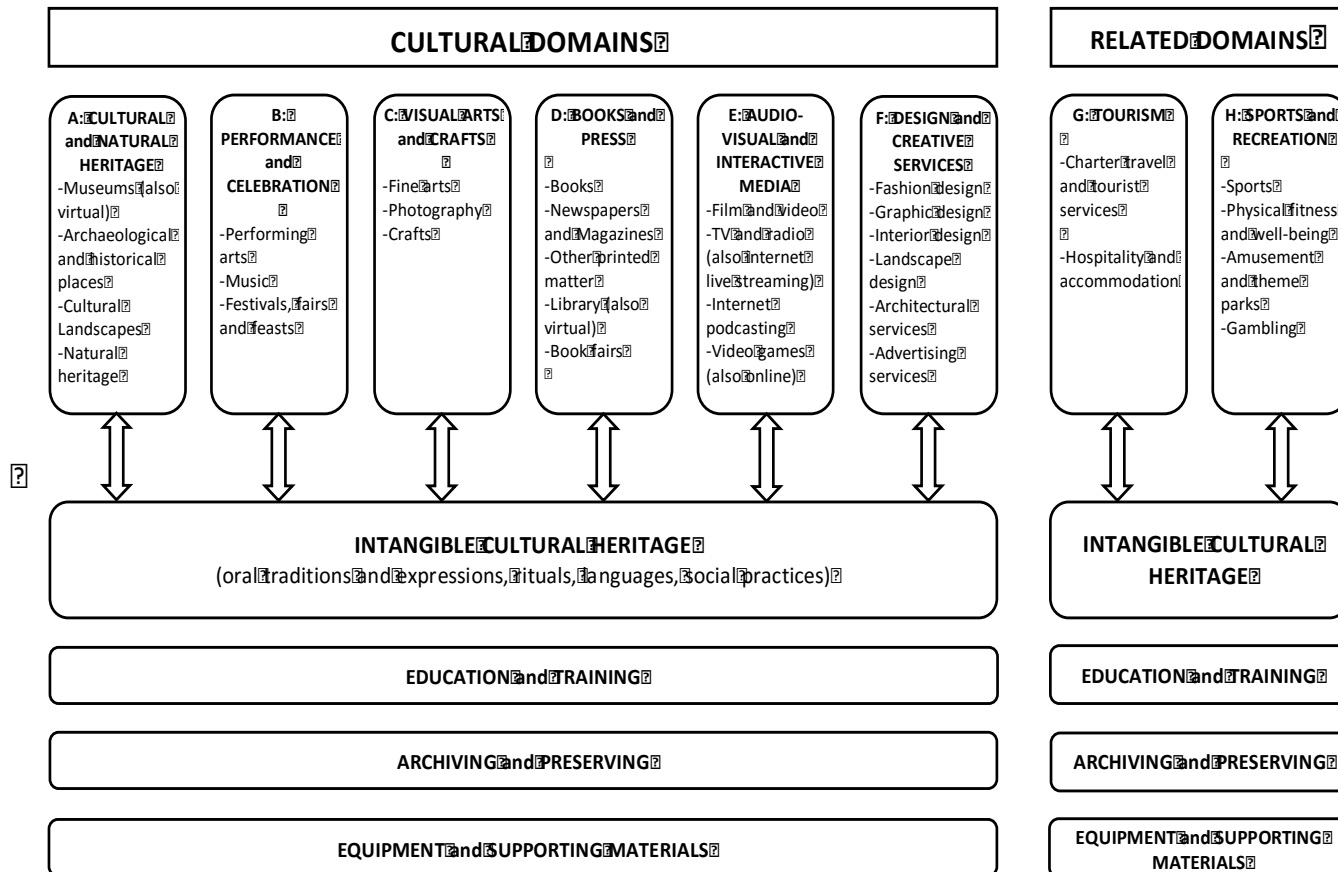 CULTURAL DOMAINS
RELATED DOMAINS
A: CULTURAL
and NATURAL
HERITAGE
-Museums (also
virtual)
-Archaeological
and historical
places
-Cultural
Landscapes
-Natural
heritage
B:
PERFORMANCE
and
CELEBRATION
-Performing
arts
-Music
-Festivals, fairs
and feasts
C: VISUAL ARTS
and CRAFTS
-Fine arts
-Photography
-Crafts
D: BOOKS and
PRESS
-Books
-Newspapers
and Magazines
-Other printed
matter
-Library (also
virtual)
-Book fairs
E: AUDIO-
VISUAL and
INTERACTIVE
MEDIA
-Film and video
-TV and radio
(also Internet
live streaming)
-Internet
podcasting
-Video games
(also online)
F: DESIGN and
CREATIVE
SERVICES
-Fashion design
-Graphic design
-Interior design
-Landscape
design
-Architectural
services
-Advertising
services
G: TOURISM
-Charter travel
and tourist
services
-Hospitality and
accommodation
H: SPORTS and
RECREATION
-Sports
-Physical fitness
and well-being
-Amusement
and theme
parks
-Gambling
INTANGIBLE CULTURAL HERITAGE
(oral traditions and expressions, rituals, languages, social practices)
INTANGIBLE CULTURAL
HERITAGE
EDUCATION and TRAINING
EDUCATION and TRAINING
ARCHIVING and PRESERVING
ARCHIVING and PRESERVING
EQUIPMENT and SUPPORTING MATERIALS
EQUIPMENT and SUPPORTING
MATERIALS